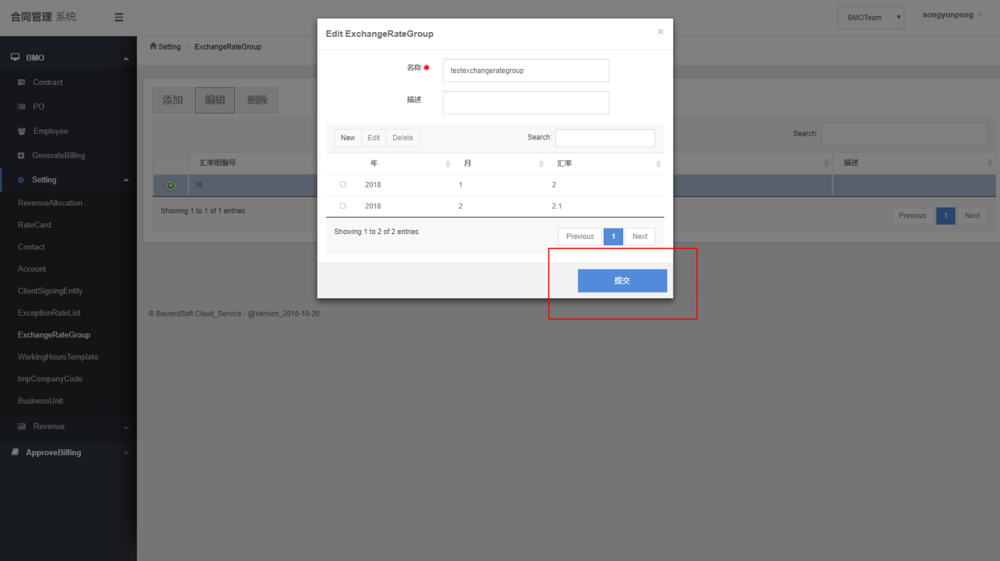 合同管理 系统
BMOTeam
songyunpeng
BMO
Contract
PO
Employee
GenerateBilling
Setting
RevenueAllocation
RateCard
Contact
Account
ClientSigningEntity
ExceptionRateList
ExchangeRateGroup
WorkingHoursTemplate
ImpCompanyCode
BusinessUnit
Revenue
ApproveBilling
Setting / ExchangeRateGroup
添加 编辑 删除
Search:
汇率组编号 描述
16
Showing 1 to 1 of 1 entries
Previous 1 Next
© BeyondSoft Cloud_Service - @Version_2016-10-20
Edit ExchangeRateGroup ×
名称 ✱ testexchangerategroup
描述
New Edit Delete Search:
年 月 汇率
2018 1 2
2018 2 2.1
Showing 1 to 2 of 2 entries
Previous 1 Next
提交